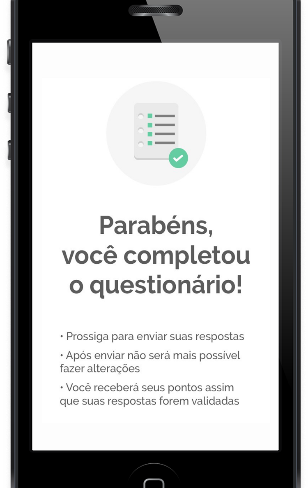 Parabéns,
você completou
o questionário!
• Prossiga para enviar suas respostas
• Após enviar não será mais possível
fazer alterações
• Você receberá seus pontos assim
que suas respostas forem validadas